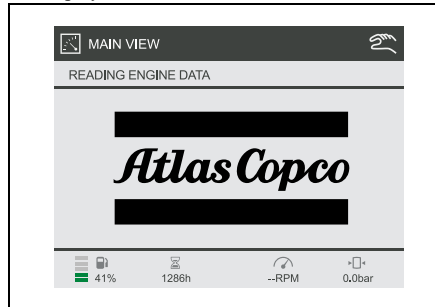 MAIN VIEW
READING ENGINE DATA
Atlas Copco
41% 1286h --RPM 0.0bar